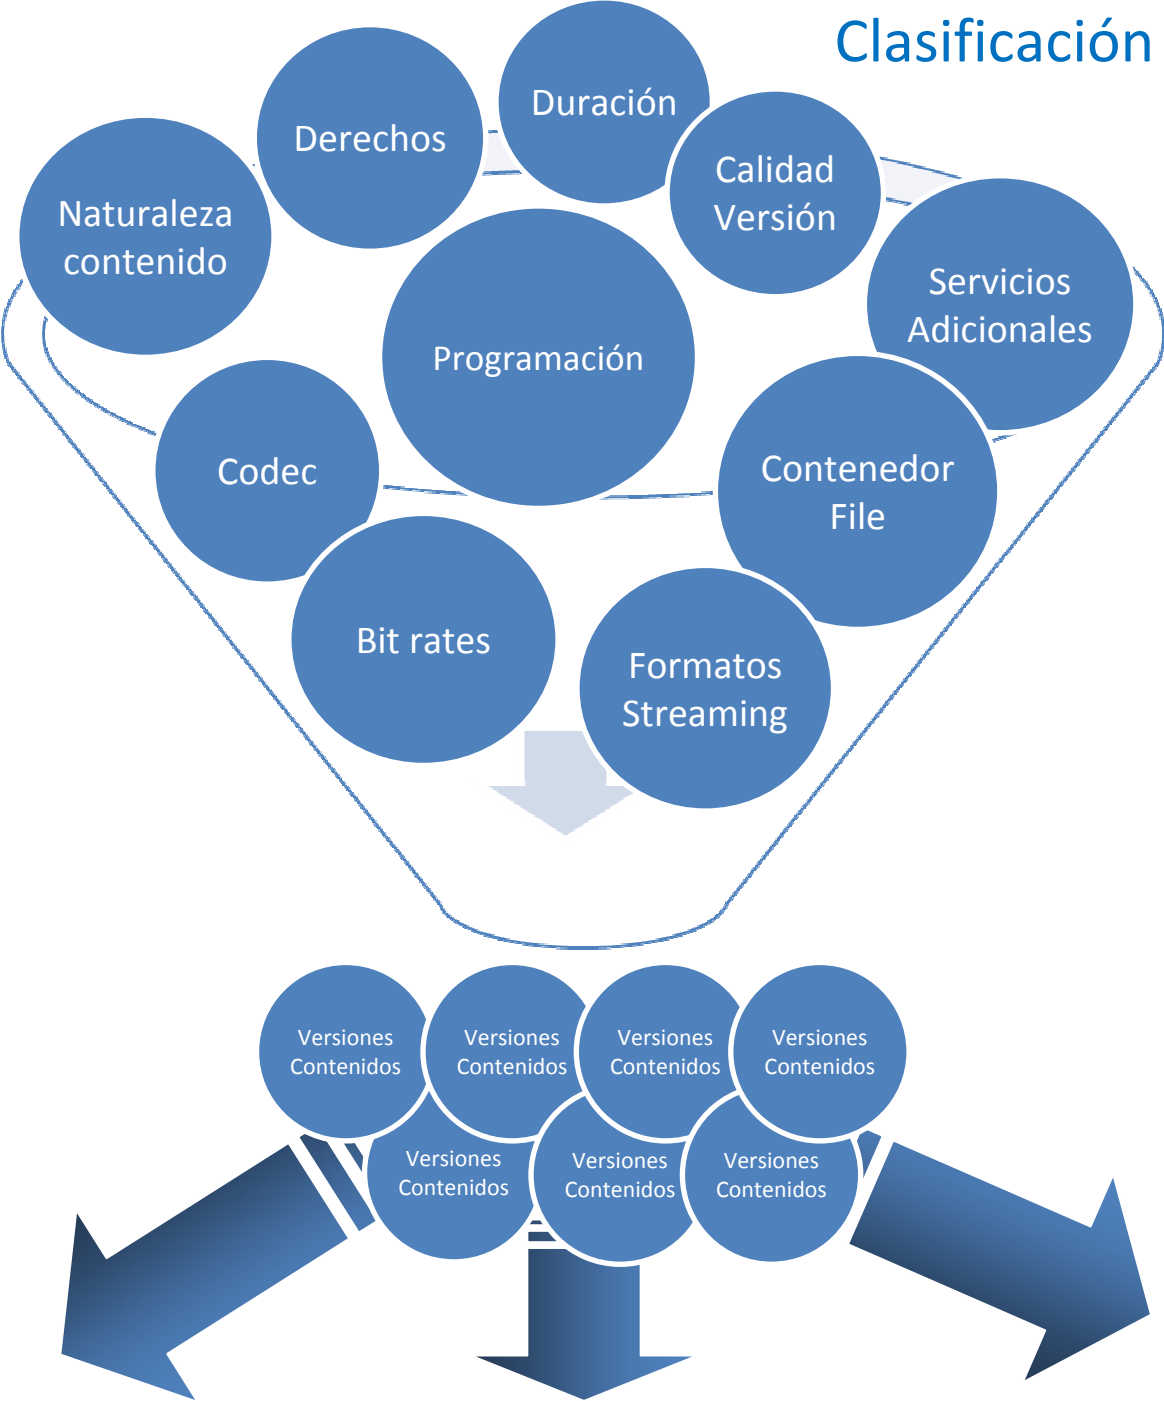 Clasificación
Duración
Derechos
Calidad
Versión
Naturaleza
contenido
Servicios
Adicionales
Programación
Codec
Contenedor
File
Bit rates
Formatos
Streaming
Versiones
Contenidos
Versiones
Contenidos
Versiones
Contenidos
Versiones
Contenidos
Versiones
Contenidos
Versiones
Contenidos
Versiones
Contenidos